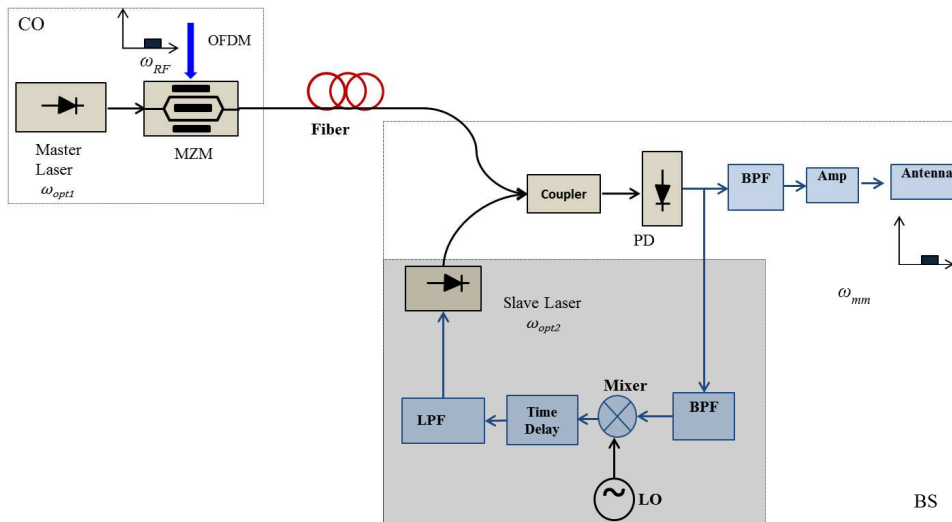 CO
OFDM
ω_RF
Master
Laser
ω_opt1
MZM
Fiber
Coupler
PD
BPF
Amp
Antenna
ω_mm
Slave Laser
ω_opt2
Mixer
BPF
Time
Delay
LPF
~
LO
BS